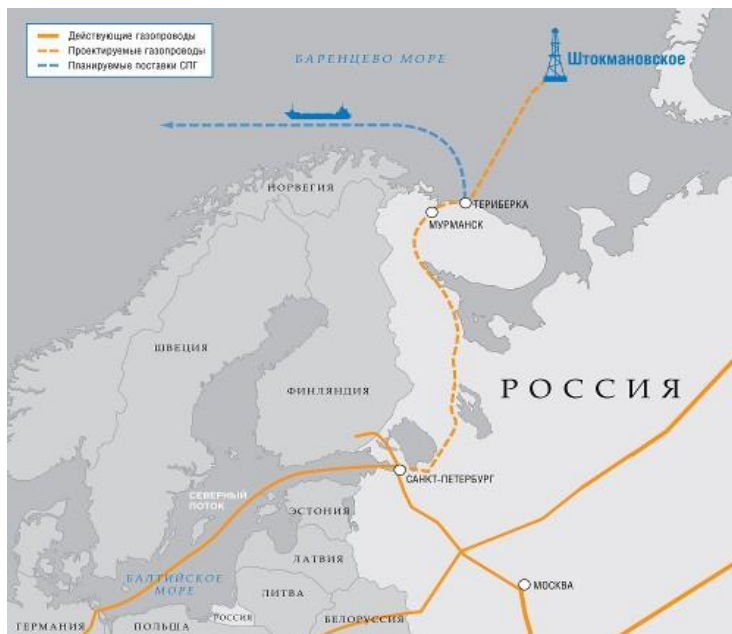 Действующие газопроводы
Проектируемые газопроводы
Планируемые поставки СПГ
БАРЕНЦЕВО МОРЕ
Штокмановское
НОРВЕГИЯ
ТЕРИБЕРКА
МУРМАНСК
ШВЕЦИЯ
ФИНЛЯНДИЯ
РОССИЯ
САНКТ-ПЕТЕРБУРГ
СЕВЕРНЫЙ
ПОТОК
ЭСТОНИЯ
ЛАТВИЯ
БАЛТИЙСКОЕ
МОРЕ
МОСКВА
ЛИТВА
РОССИЯ
БЕЛОРУССИЯ
ГЕРМАНИЯ
ПОЛЬША